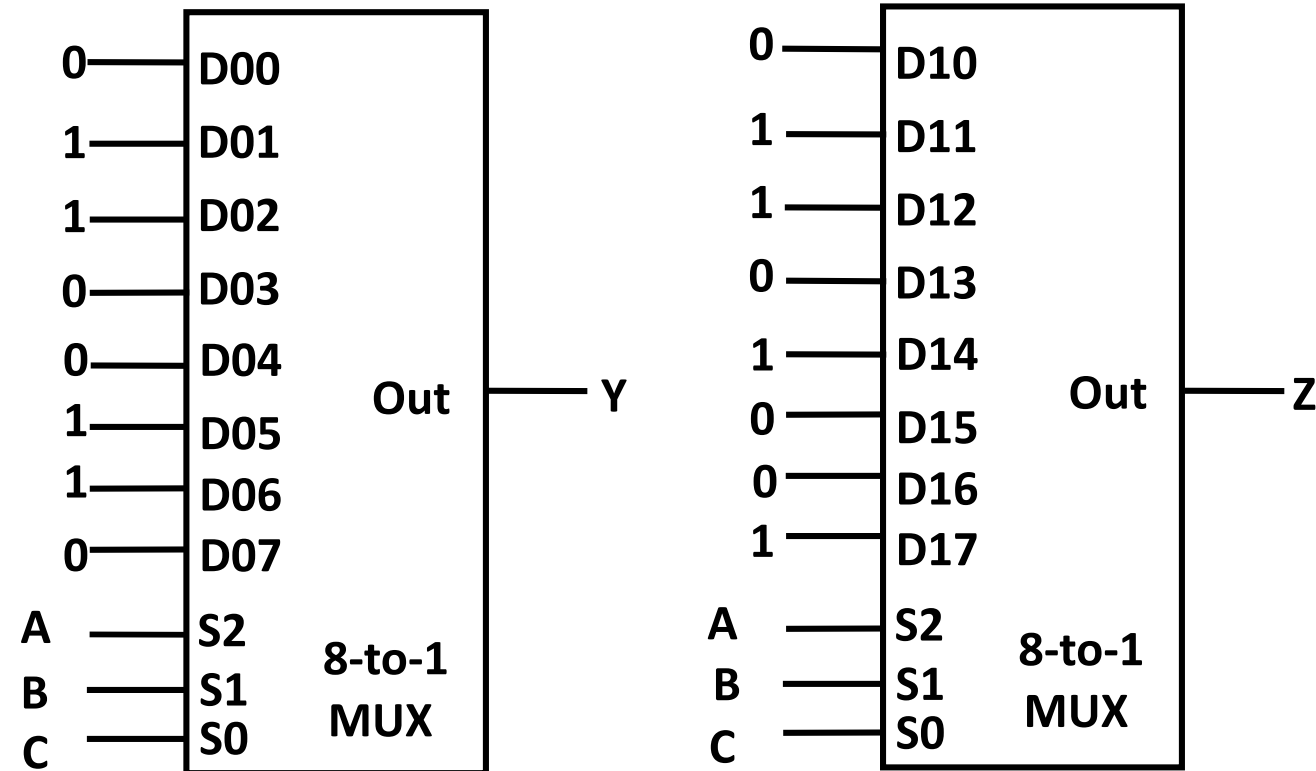 0 D00
1 D01
1 D02
0 D03
0 D04
1 D05
1 D06
0 D07
Out Y
A S2
B S1
C S0
8-to-1
MUX
0 D10
1 D11
1 D12
0 D13
1 D14
0 D15
0 D16
1 D17
Out Z
A S2
B S1
C S0
8-to-1
MUX